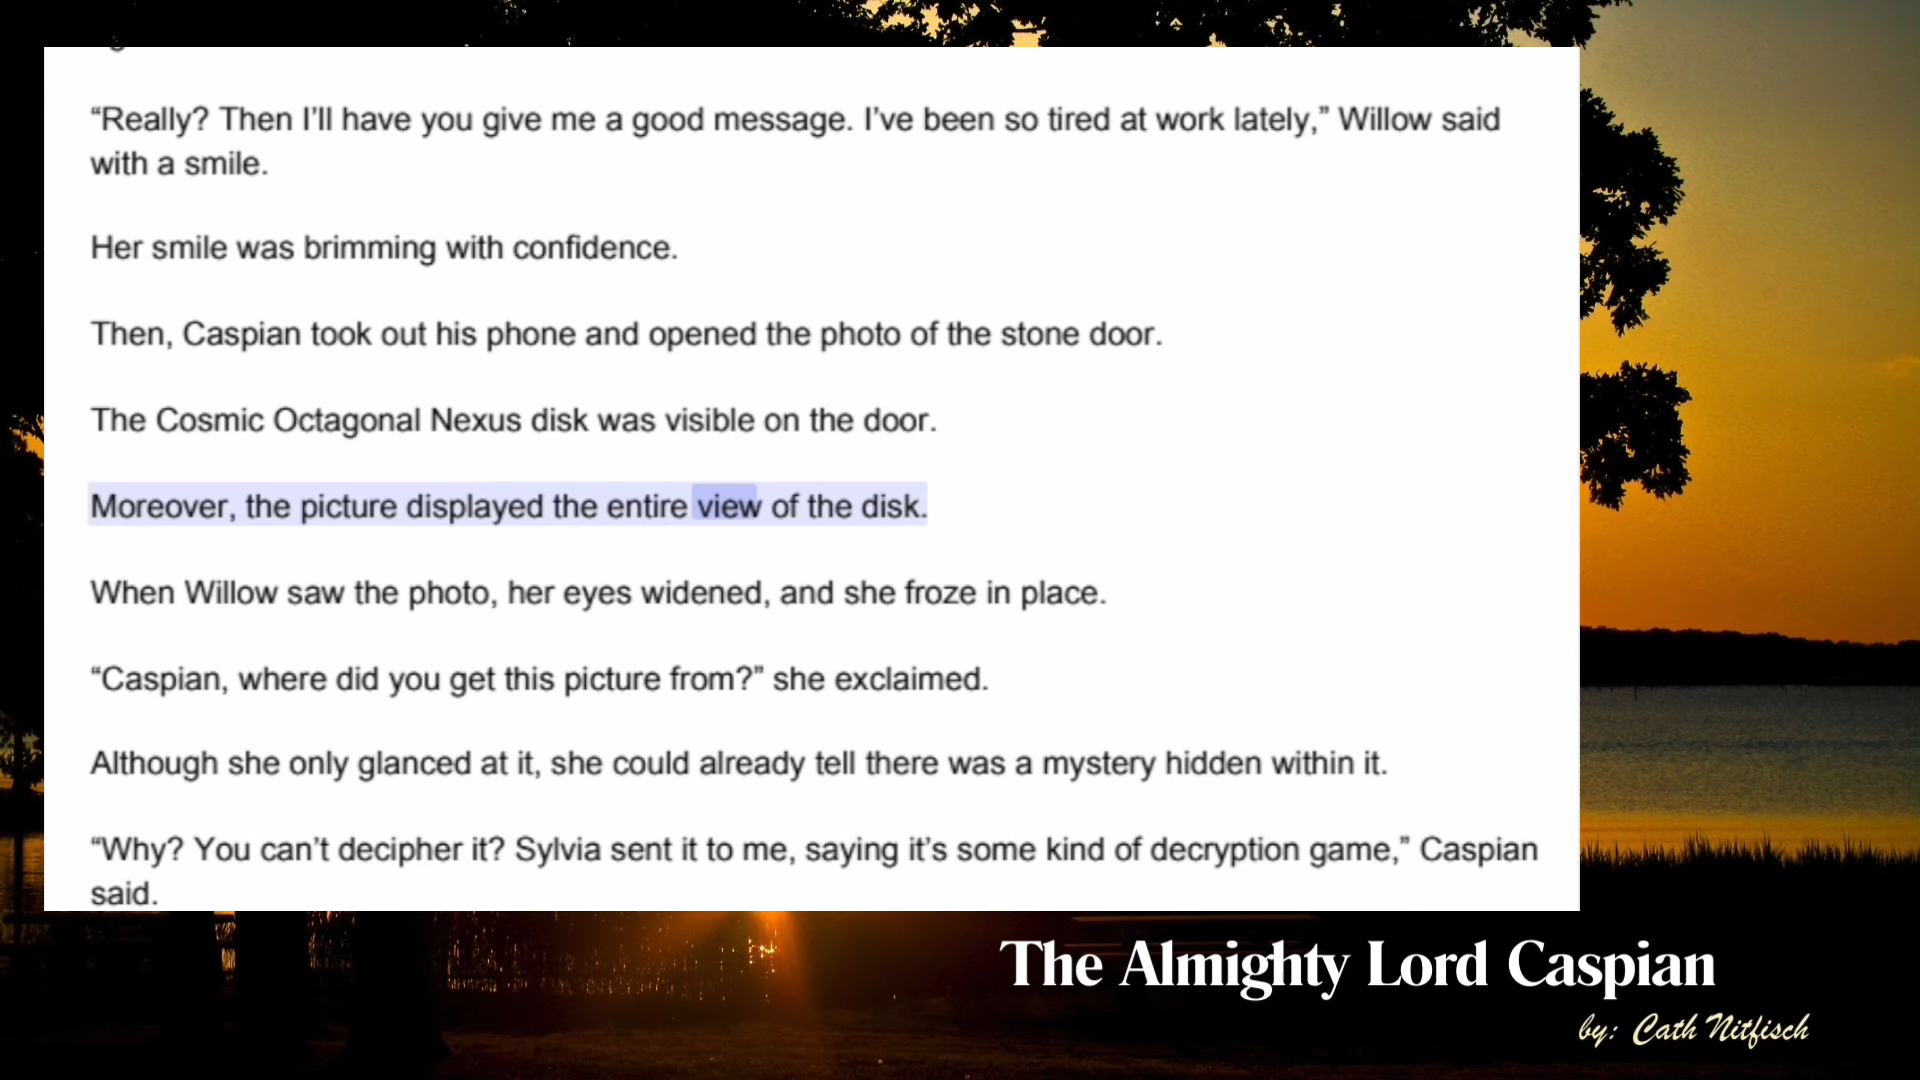 “Really? Then I’ll have you give me a good message. I’ve been so tired at work lately,” Willow said
with a smile.
Her smile was brimming with confidence.
Then, Caspian took out his phone and opened the photo of the stone door.
The Cosmic Octagonal Nexus disk was visible on the door.
Moreover, the picture displayed the entire view of the disk.
When Willow saw the photo, her eyes widened, and she froze in place.
“Caspian, where did you get this picture from?” she exclaimed.
Although she only glanced at it, she could already tell there was a mystery hidden within it.
“Why? You can’t decipher it? Sylvia sent it to me, saying it’s some kind of decryption game,” Caspian
said.
The Almighty Lord Caspian
by: Cath Nitfisch